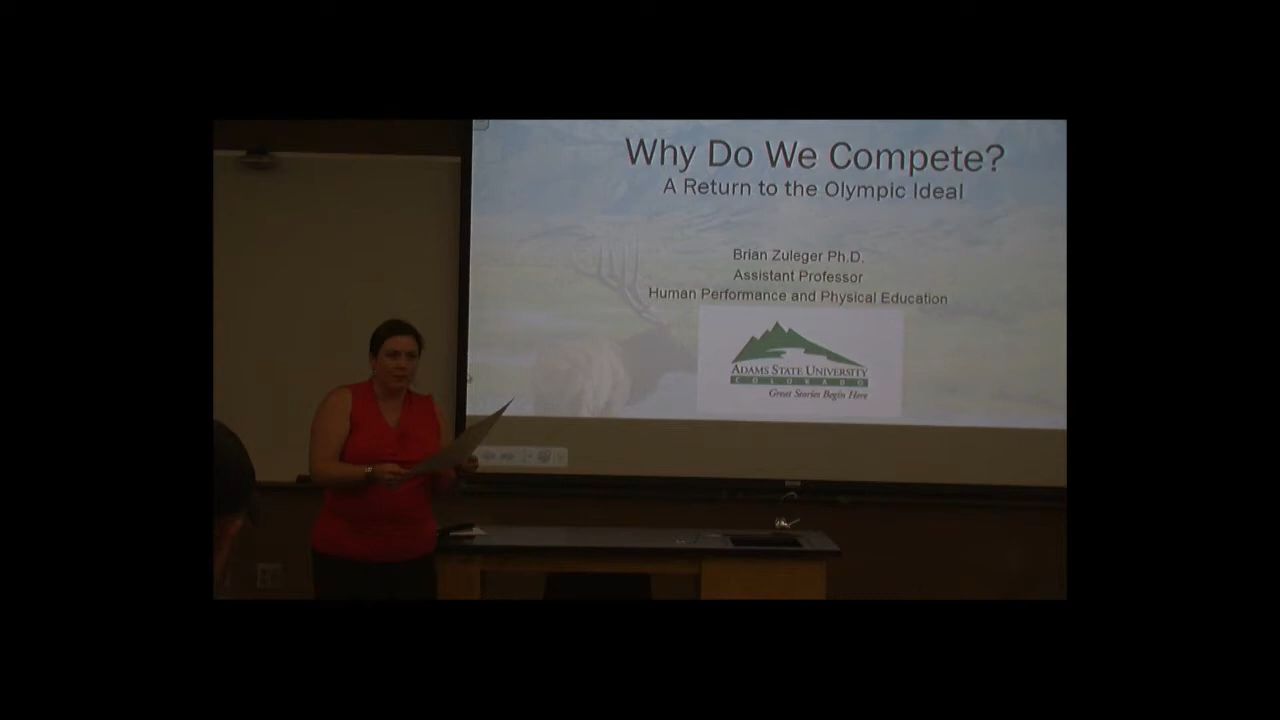 Why Do We Compete?
A Return to the Olympic Ideal
Brian Zuleger Ph.D.
Assistant Professor
Human Performance and Physical Education
ADAMS STATE UNIVERSITY
COLORADO
Great Stories Begin Here